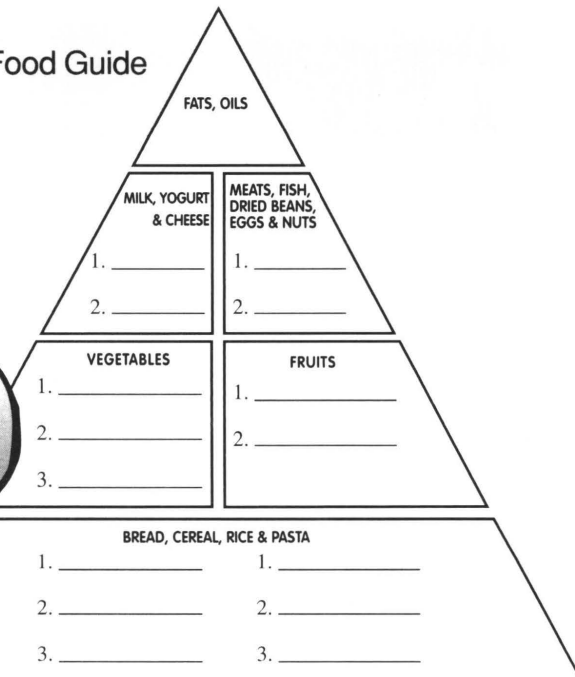 Food Guide
FATS, OILS
MILK, YOGURT
& CHEESE
1.
2.
MEATS, FISH,
DRIED BEANS,
EGGS & NUTS
1.
2.
VEGETABLES
1.
2.
3.
FRUITS
1.
2.
BREAD, CEREAL, RICE & PASTA
1.
2.
3.
1.
2.
3.